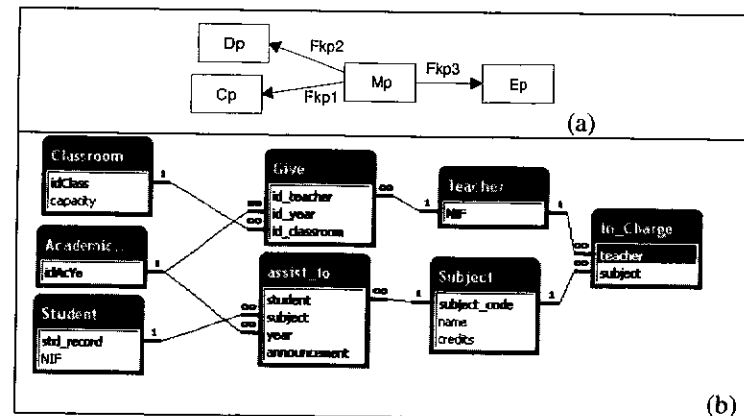 Dp
Fkp2
Cp
Fkp1
Mp
Fkp3
Ep
(a)
Classroom
idClass
capacity
1
Give
id_teacher
id_year
id_classroom
∞
∞
∞
Teacher
NIF
1
1
In_Charge
teacher
subject
∞
∞
Academic...
idAcYe
1
assist_to
student
subject
year
announcement
∞
∞
∞
Subject
subject_code
name
credits
1
1
Student
std_record
NIF
1
(b)